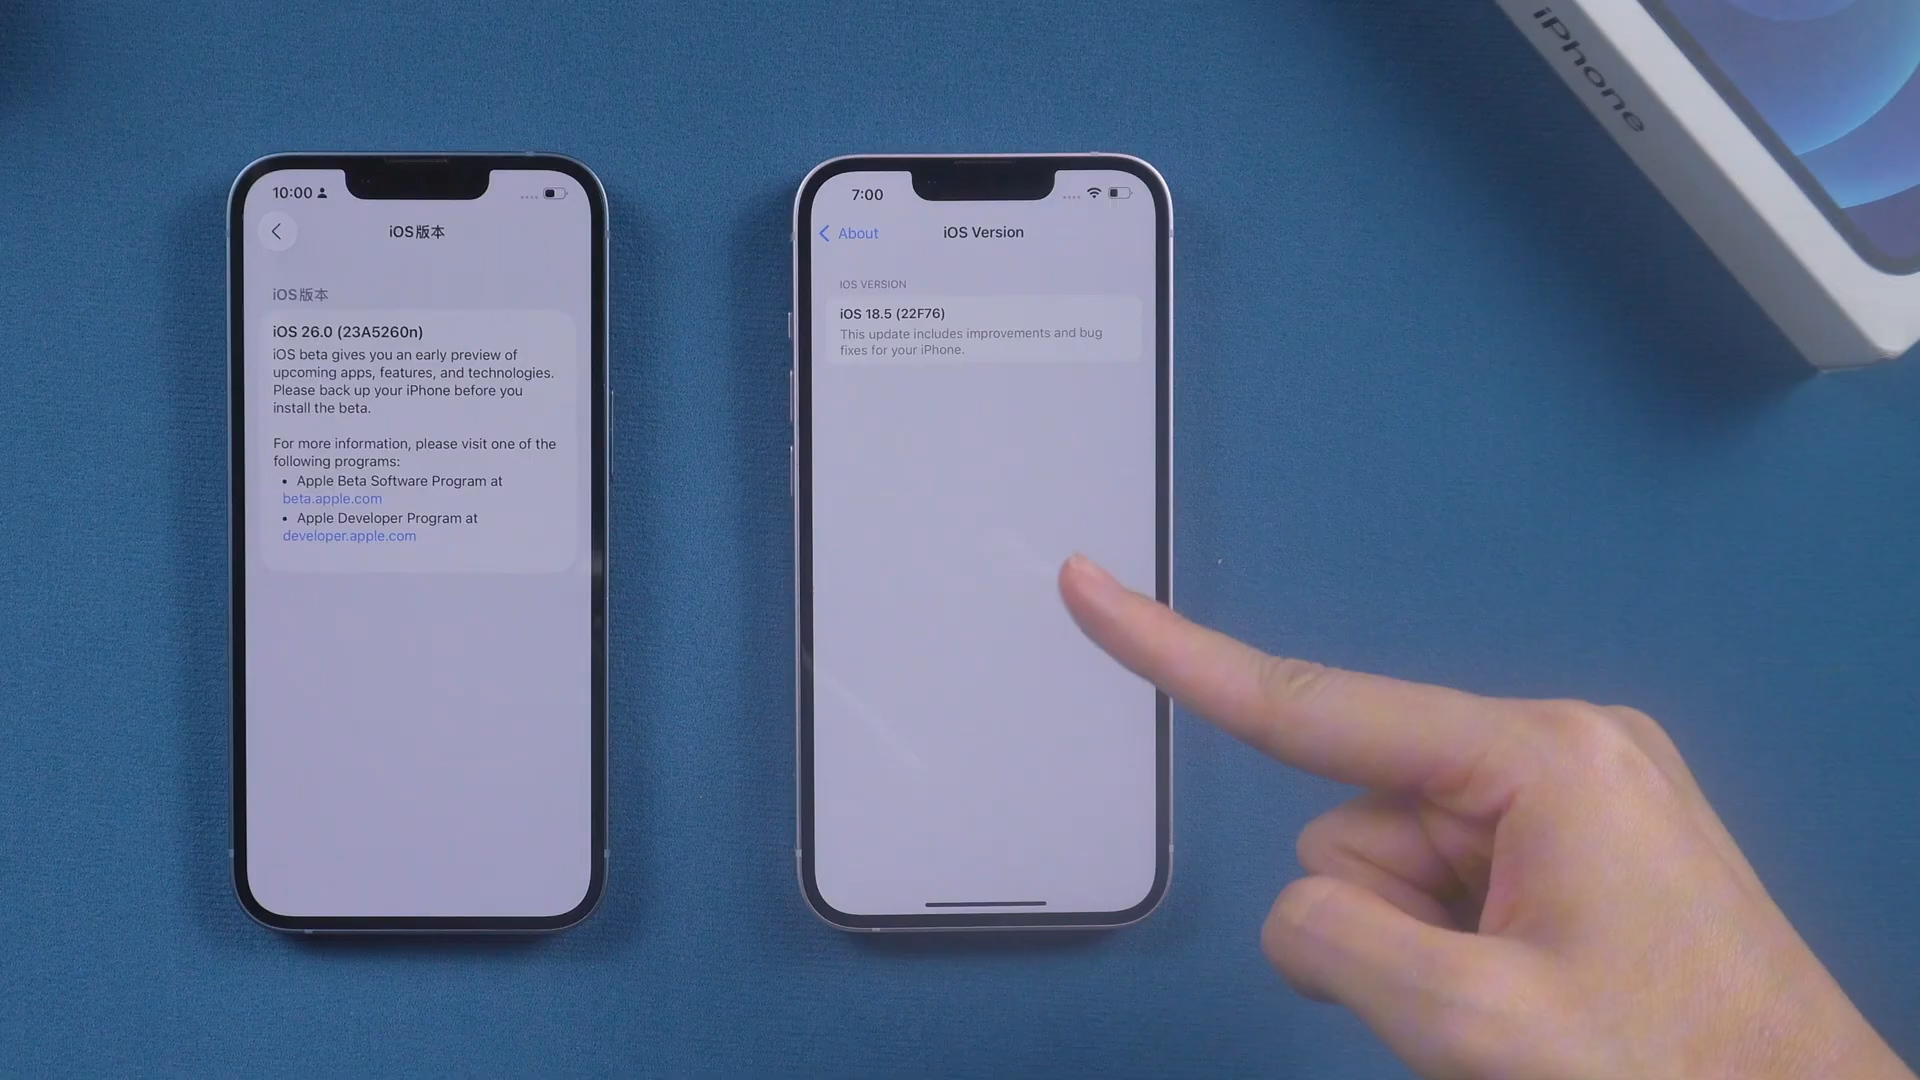 iPhone
10:00
iOS版本
iOS版本
iOS 26.0 (23A5260n)
iOS beta gives you an early preview of
upcoming apps, features, and technologies.
Please back up your iPhone before you
install the beta.
For more information, please visit one of the
following programs:
• Apple Beta Software Program at
beta.apple.com
• Apple Developer Program at
developer.apple.com
7:00
About
iOS Version
IOS VERSION
iOS 18.5 (22F76)
This update includes improvements and bug
fixes for your iPhone.